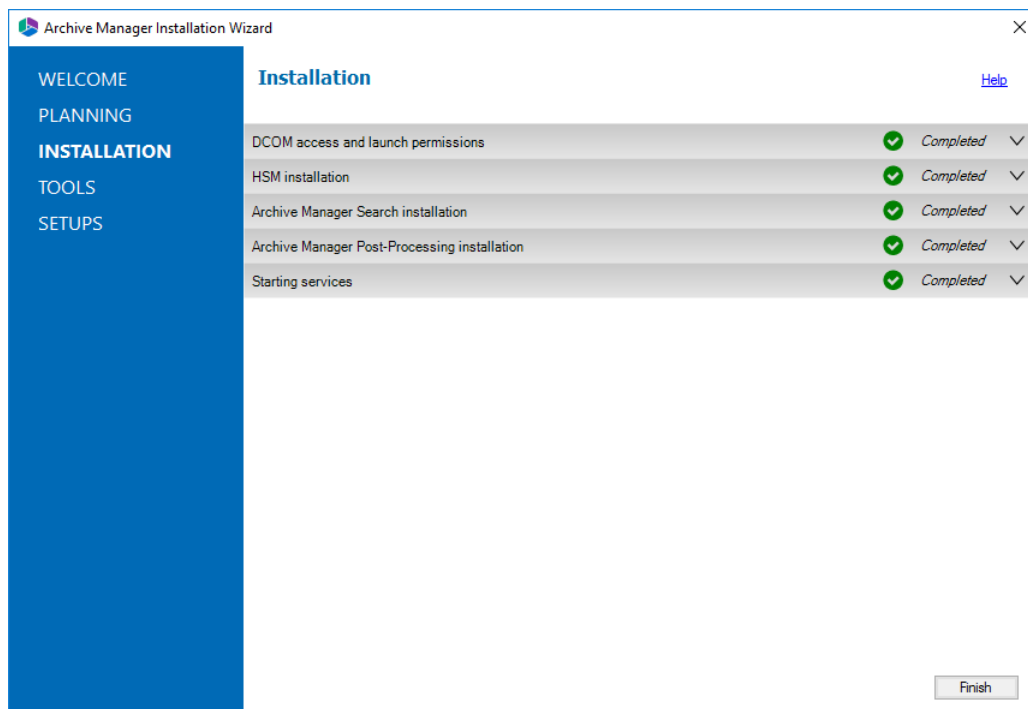 Archive Manager Installation Wizard
WELCOME
PLANNING
INSTALLATION
TOOLS
SETUPS
Installation
Help
DCOM access and launch permissions Completed
HSM installation Completed
Archive Manager Search installation Completed
Archive Manager Post-Processing installation Completed
Starting services Completed
Finish